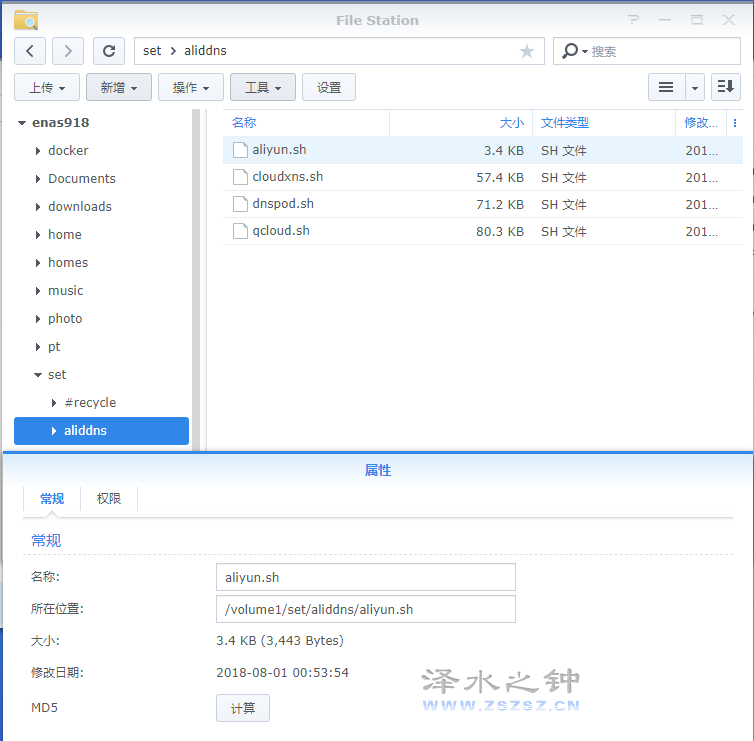 File Station
set > aliddns
搜索
上传 新增 操作 工具 设置
enas918
docker
Documents
downloads
home
homes
music
photo
pt
set
#recycle
aliddns
名称 大小 文件类型 修改...
aliyun.sh 3.4 KB SH 文件 201...
cloudxns.sh 57.4 KB SH 文件 201...
dnspod.sh 71.2 KB SH 文件 201...
qcloud.sh 80.3 KB SH 文件 201...
属性
常规 权限
常规
名称: aliyun.sh
所在位置: /volume1/set/aliddns/aliyun.sh
大小: 3.4 KB (3,443 Bytes)
修改日期: 2018-08-01 00:53:54
MD5 计算
泽水之钟
WWW.ZSZSZ.CN